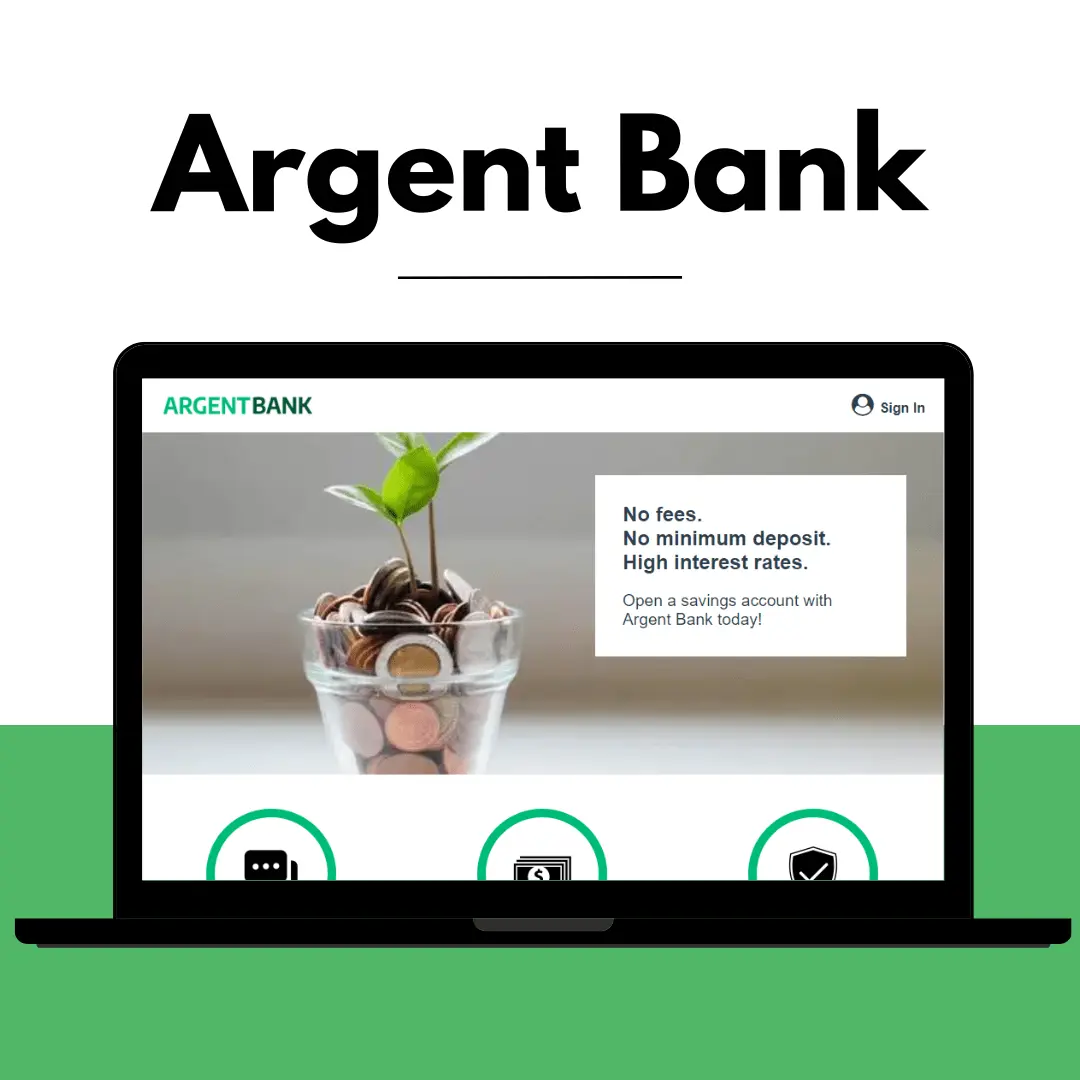 Argent Bank
ARGENTBANK
Sign In
No fees.
No minimum deposit.
High interest rates.
Open a savings account with
Argent Bank today!
$